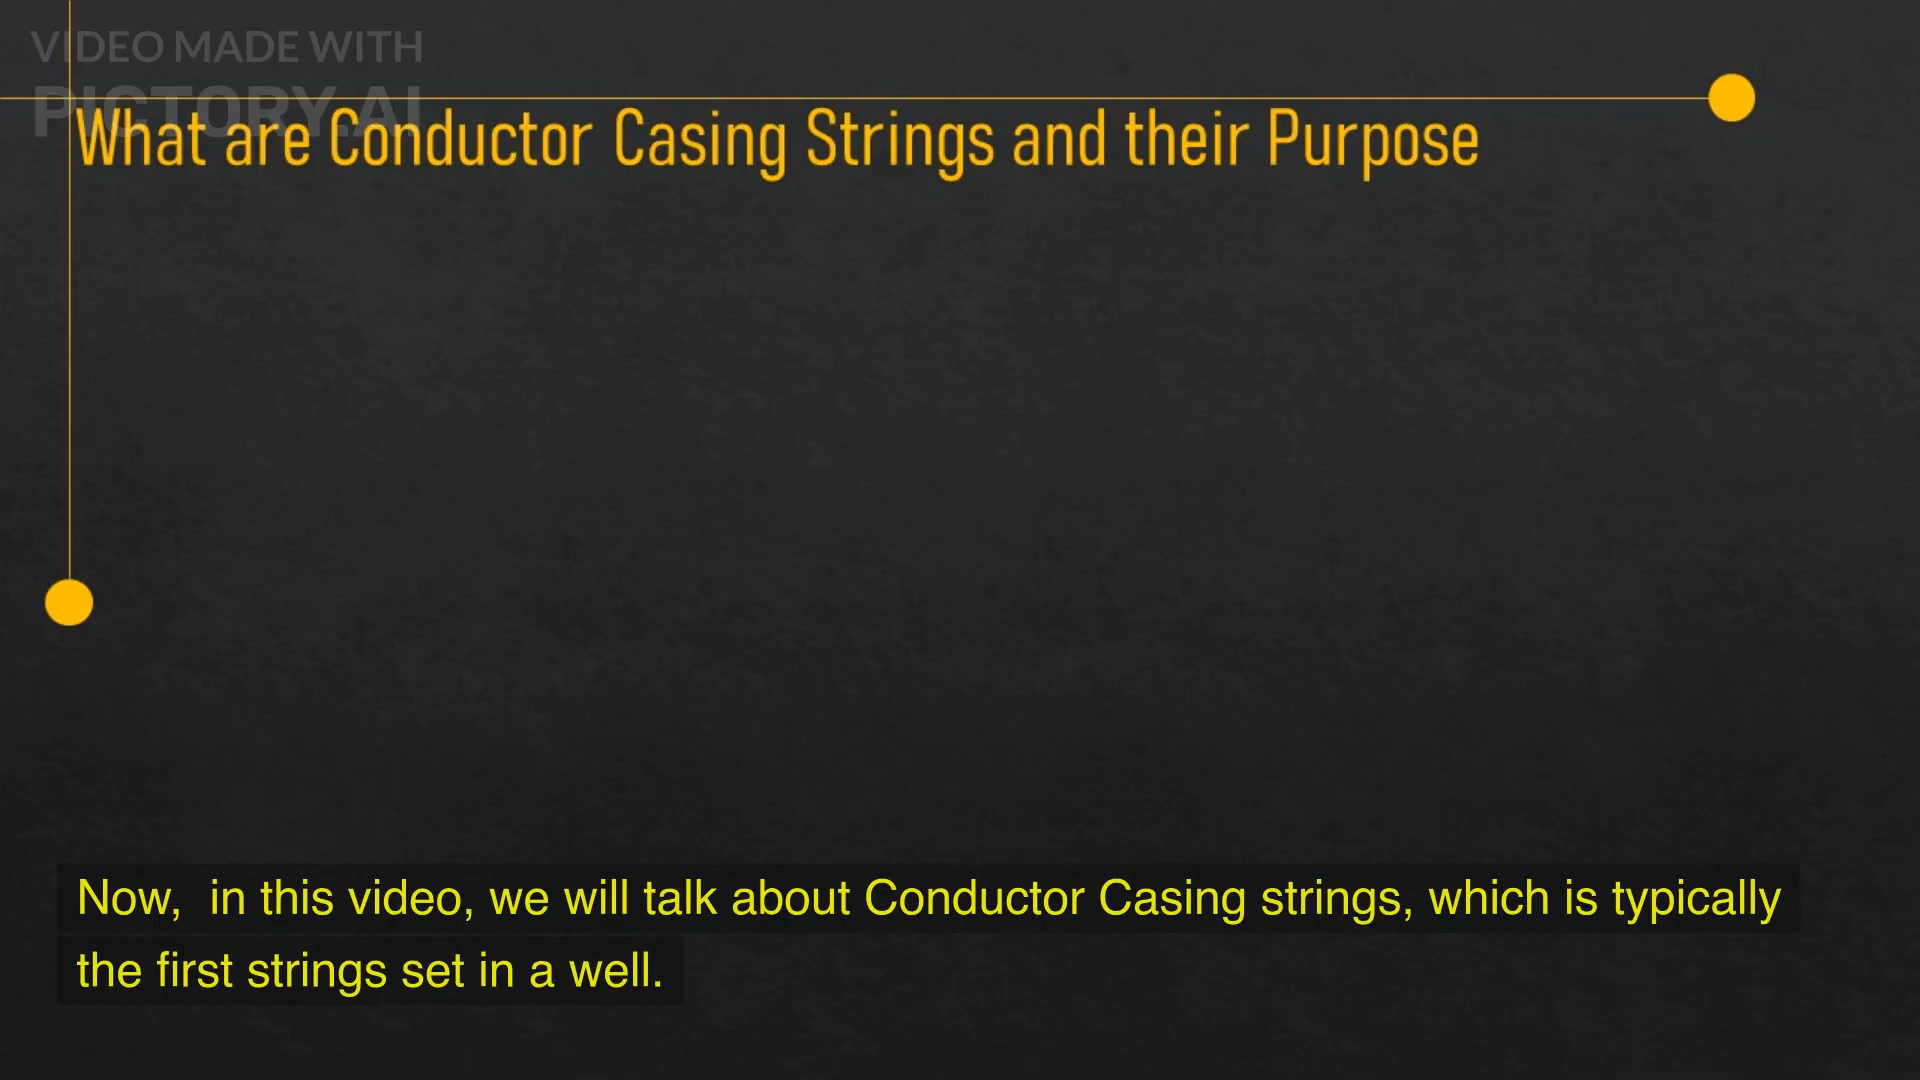 VIDEO MADE WITH
PICTORY.AI
What are Conductor Casing Strings and their Purpose
Now,  in this video, we will talk about Conductor Casing strings, which is typically
the first strings set in a well.